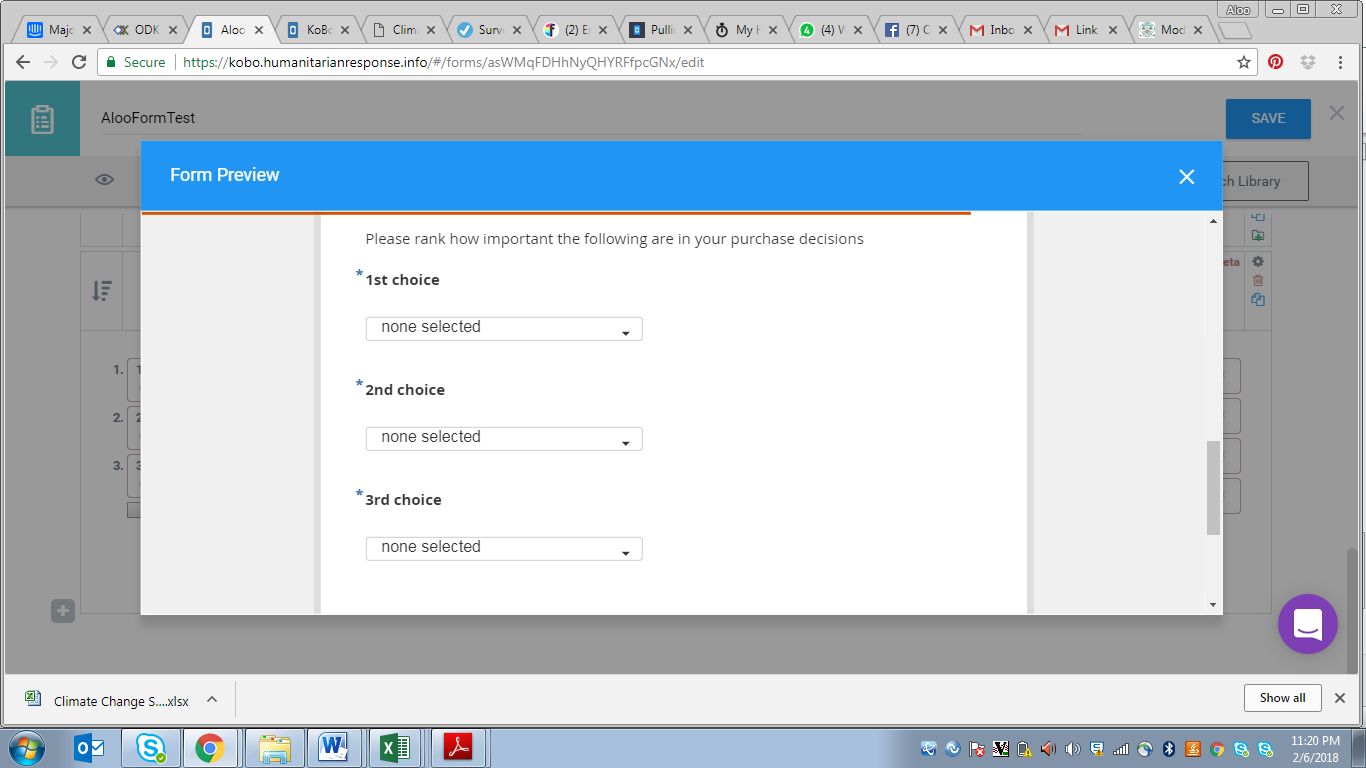 Aloo
Majo
ODK
Aloo
KoBo
Clim
Surv
(2) E
Pulli
My H
(4) W
(7) C
Inbo
Link
Mod
Secure
https://kobo.humanitarianresponse.info/#/forms/asWMqFDHhNyQHYRFfpcGNx/edit
AlooFormTest
SAVE
Form Preview
ch Library
Please rank how important the following are in your purchase decisions
eta
*1st choice
none selected
1.
*2nd choice
2.
none selected
3.
*3rd choice
none selected
Climate Change S....xlsx
Show all
11:20 PM
2/6/2018